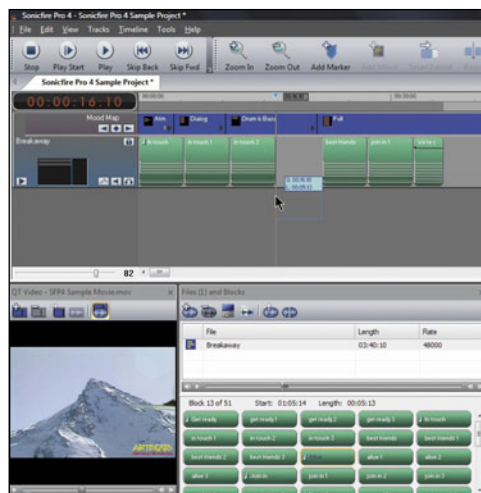 Sonicfire Pro 4 - Sonicfire Pro 4 Sample Project*
File Edit View Tracks Timeline Tools Help
Stop Play Start Play Skip Back Skip Fwd Zoom In Zoom Out Add Marker
Sonicfire Pro 4 Sample Project *
00:00:16:10
Mood Map Atm Dialog Drum & Bass Full
Breakaway in touch in touch 1 in touch 2 best friends join in 1
82
QT Video - SFP4 Sample Movie.mov Files (1) and Blocks
File Length Rate
Breakaway 03:40:10 48000
Block 13 of 51 Start: 01:05:14 Length: 00:05:13
Get ready get ready 1 get ready 2 get ready 3 in touch
in touch 1 in touch 2 in touch 3 best friends best friends 1
best friends 2 best friends 3 Alive alive 1 alive 2
alive 3 Join in join in 1 join in 2 join in 3